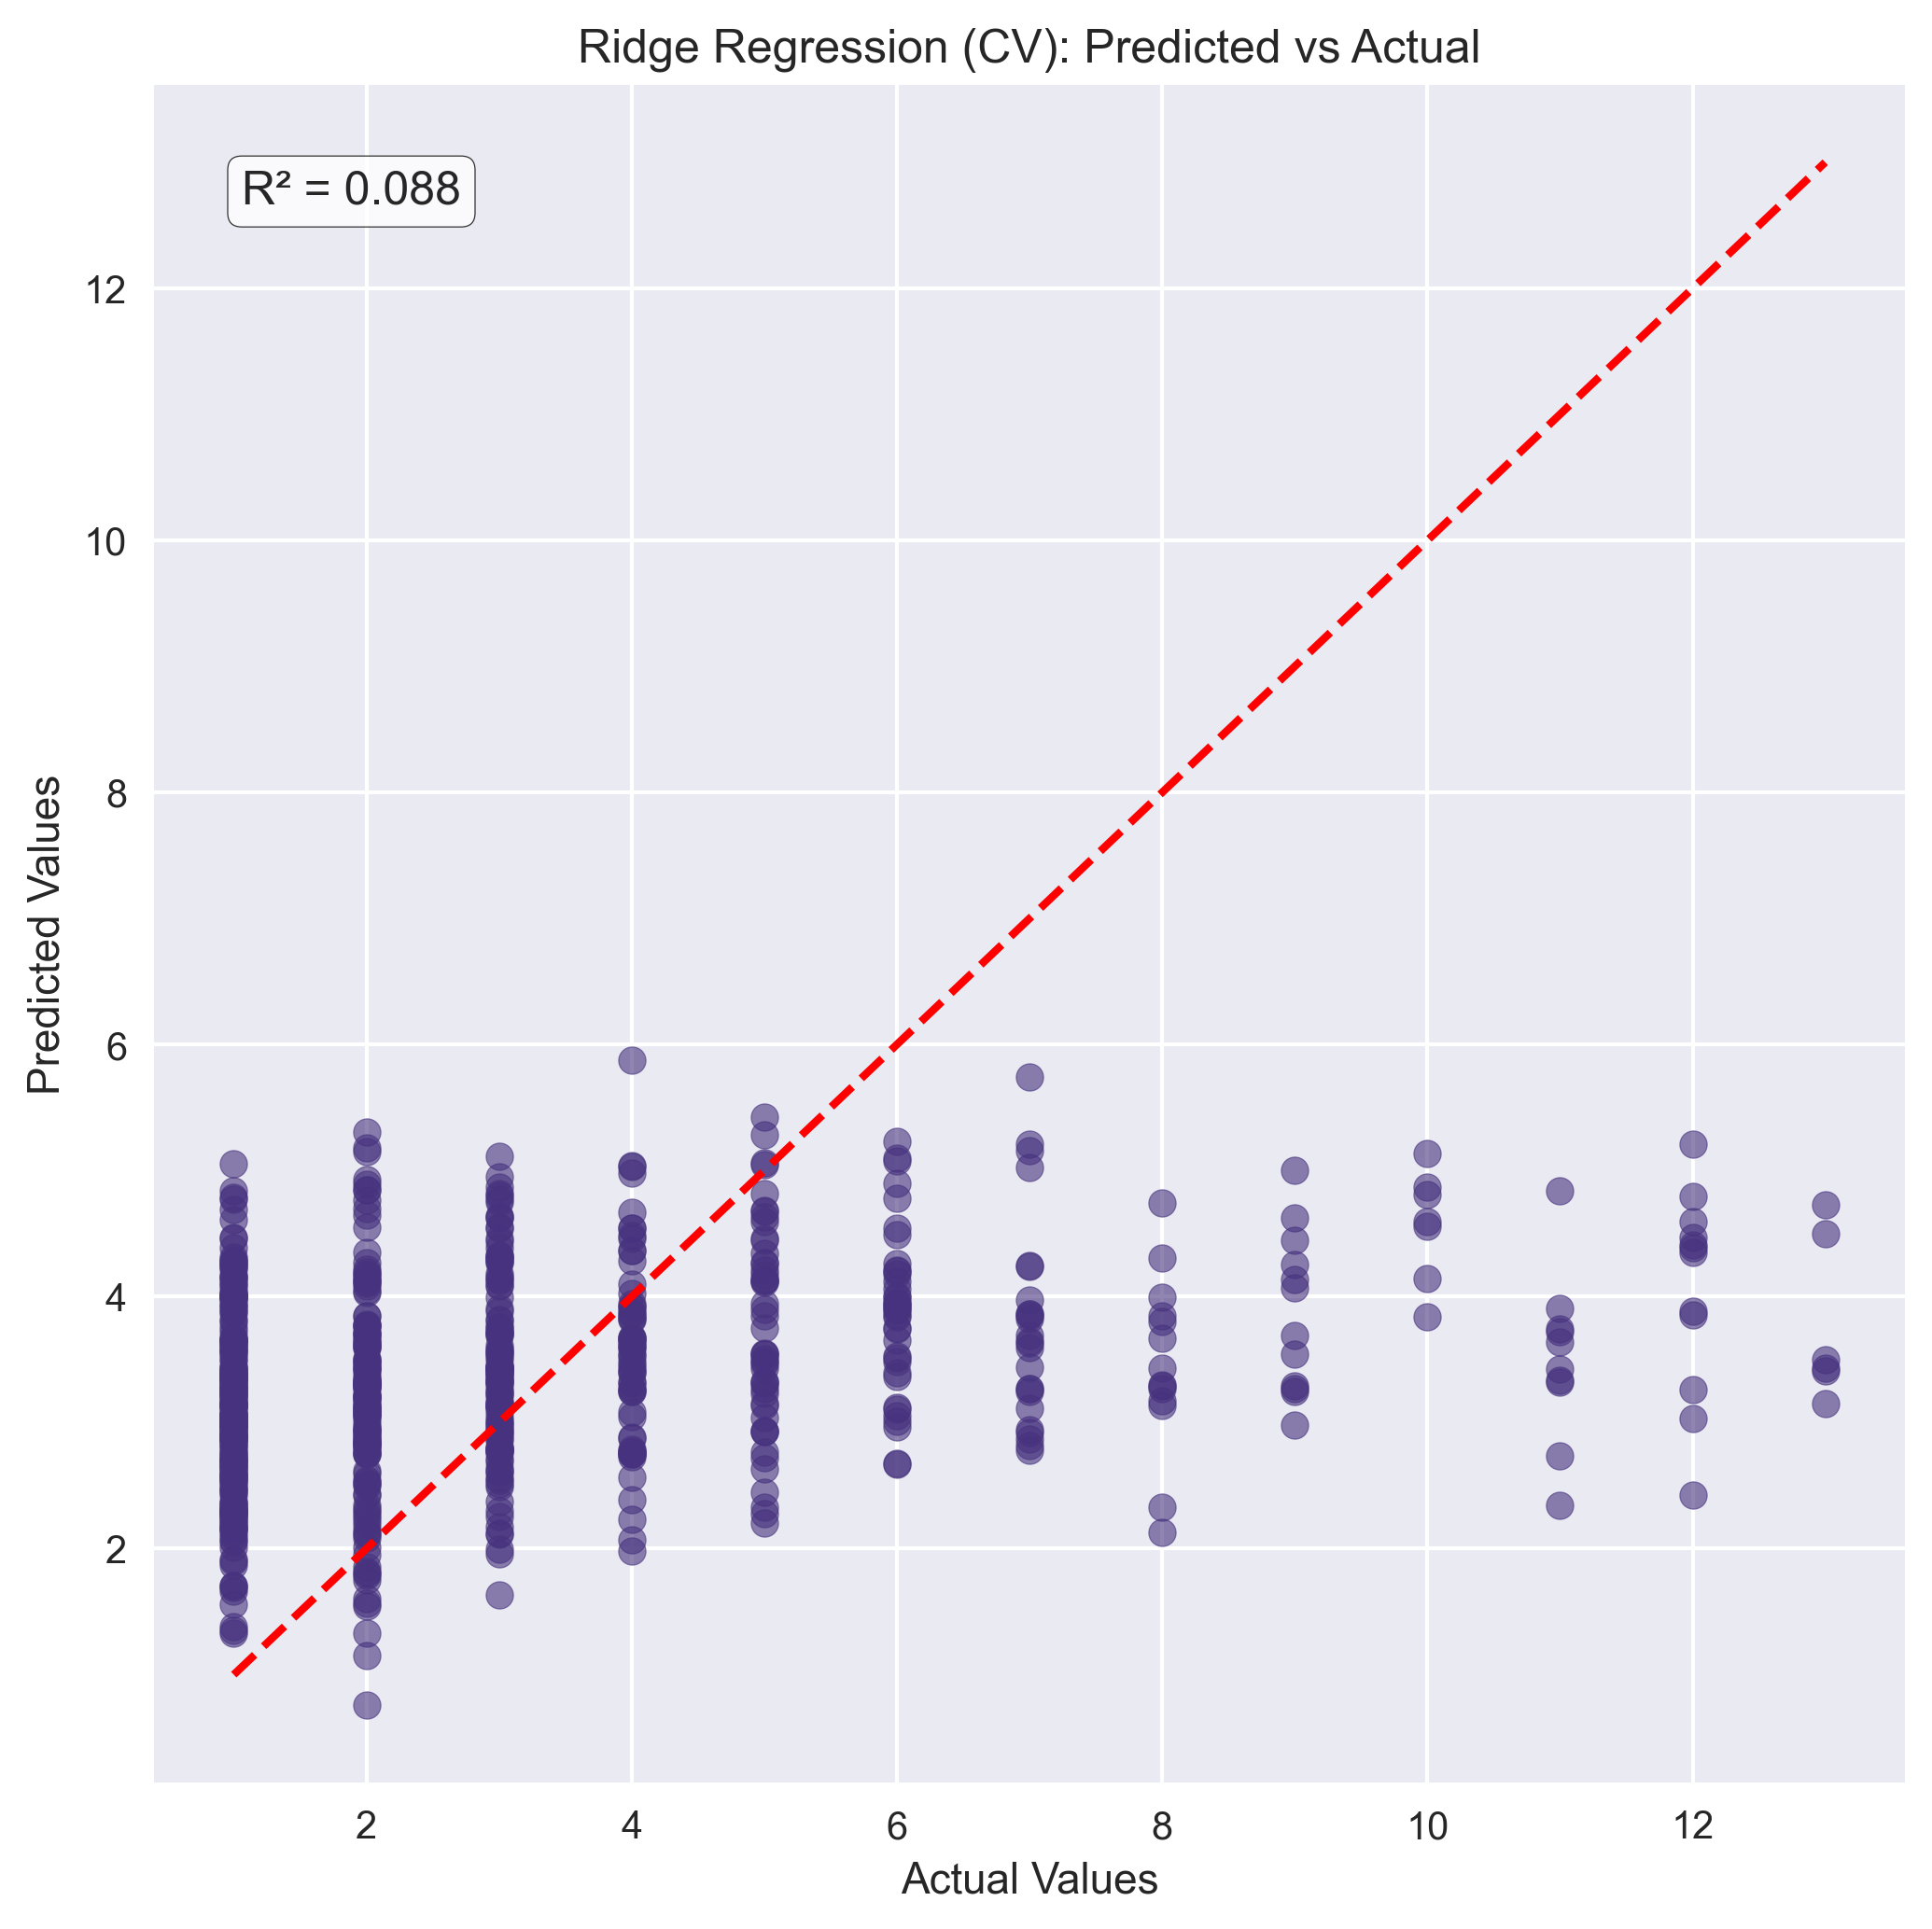 Ridge Regression (CV): Predicted vs Actual
R² = 0.088
12
10
8
6
4
2
Predicted Values
2 4 6 8 10 12
Actual Values